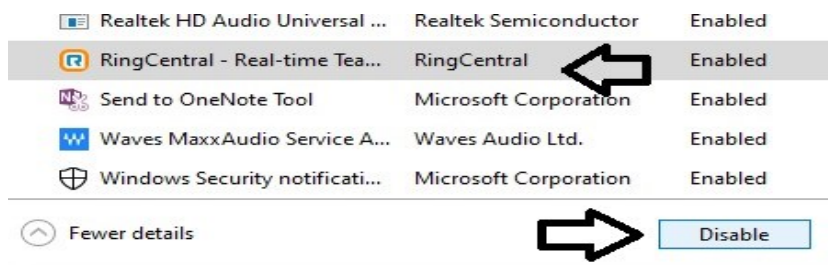 Realtek HD Audio Universal ... Realtek Semiconductor Enabled
RingCentral - Real-time Tea... RingCentral Enabled
Send to OneNote Tool Microsoft Corporation Enabled
Waves MaxxAudio Service A... Waves Audio Ltd. Enabled
Windows Security notificati... Microsoft Corporation Enabled
Fewer details Disable